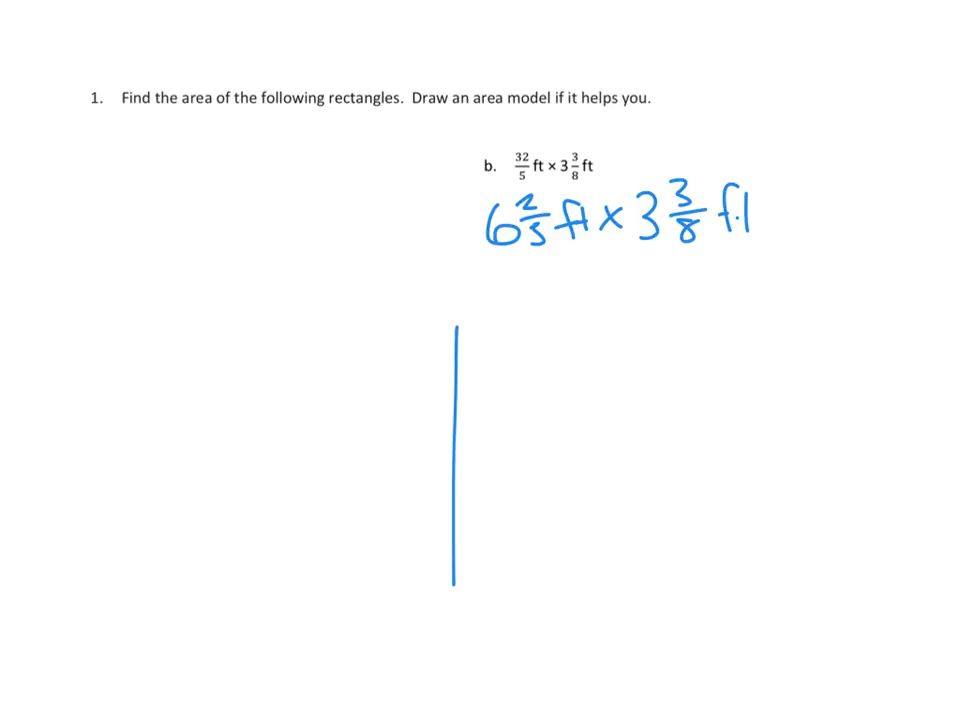 1. Find the area of the following rectangles. Draw an area model if it helps you.
b. 32/5 ft × 3 3/8 ft
6 2/5 ft × 3 3/8 ft